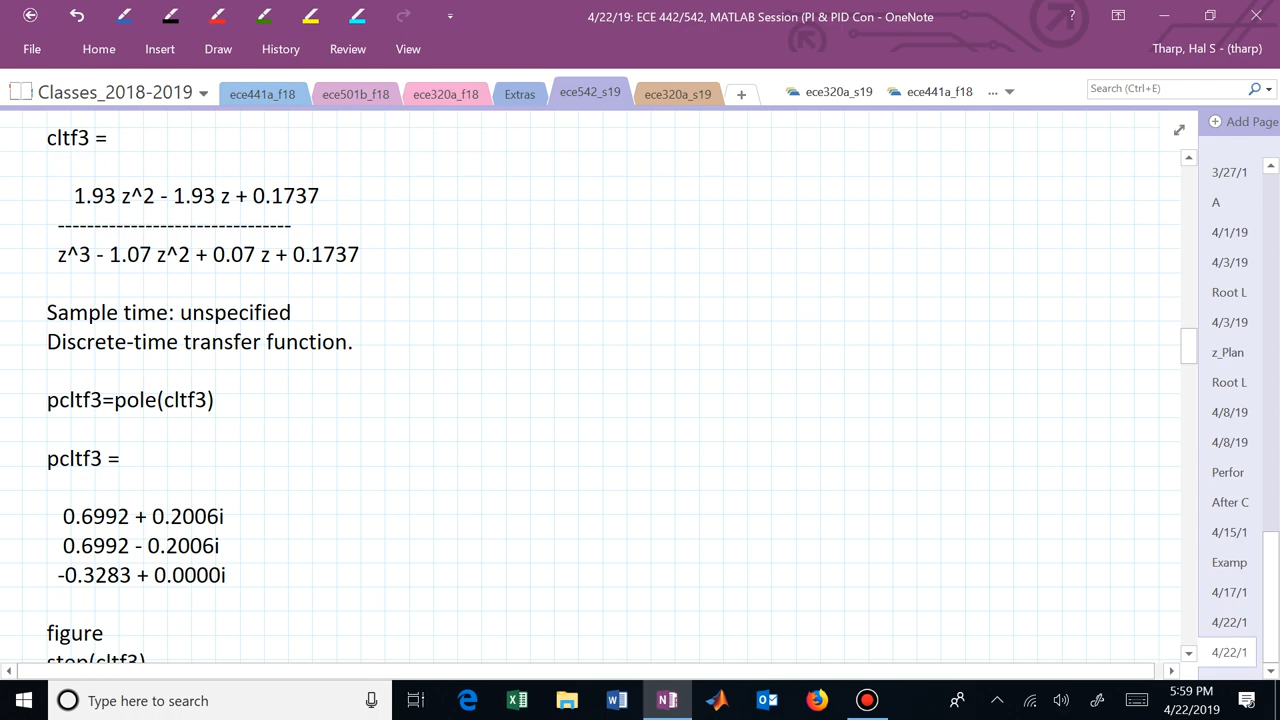 4/22/19: ECE 442/542, MATLAB Session (PI & PID Con - OneNote
File
Home
Insert
Draw
History
Review
View
Tharp, Hal S - (tharp)
Classes_2018-2019
ece441a_f18
ece501b_f18
ece320a_f18
Extras
ece542_s19
ece320a_s19
ece320a_s19
ece441a_f18
Search (Ctrl+E)
Add Page
cltf3 =
1.93 z^2 - 1.93 z + 0.1737
-------------------------------
z^3 - 1.07 z^2 + 0.07 z + 0.1737
Sample time: unspecified
Discrete-time transfer function.
pcltf3=pole(cltf3)
pcltf3 =
0.6992 + 0.2006i
0.6992 - 0.2006i
-0.3283 + 0.0000i
figure
step(cltf3)
3/27/1
A
4/1/19
4/3/19
Root L
4/3/19
z_Plan
Root L
4/8/19
4/8/19
Perfor
After C
4/15/1
Examp
4/17/1
4/22/1
4/22/1
Type here to search
5:59 PM
4/22/2019